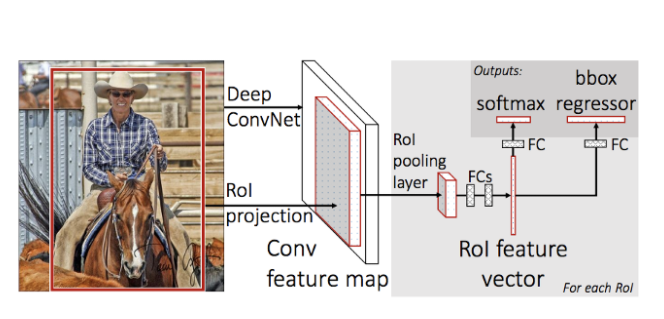 Deep
ConvNet
RoI
projection
Conv
feature map
RoI
pooling
layer
FCs
Outputs:
softmax
bbox
regressor
FC
FC
RoI feature
vector
For each RoI